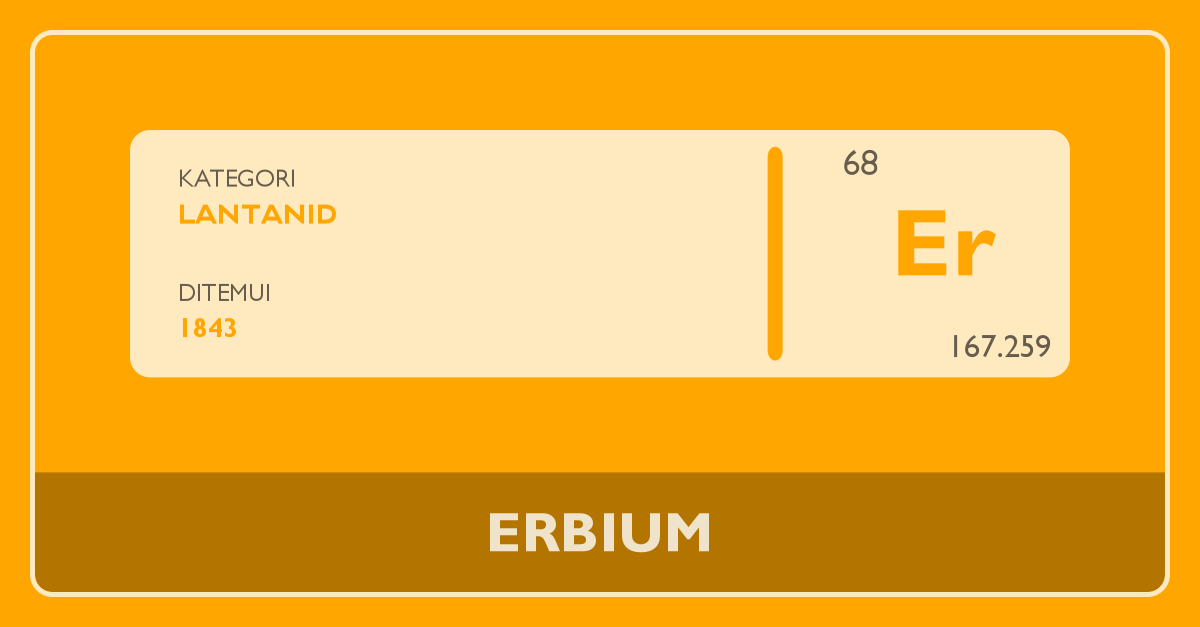 KATEGORI
LANTANID
DITEMUI
1843
68
Er
167.259
ERBIUM